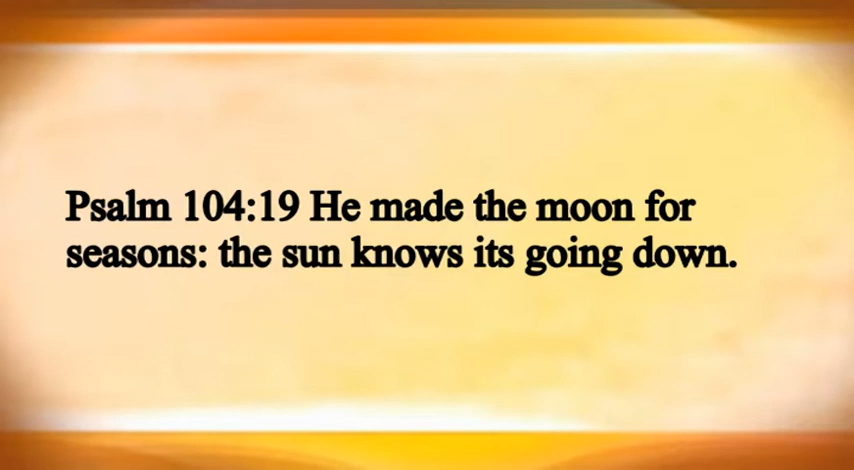 Psalm 104:19 He made the moon for
seasons: the sun knows its going down.